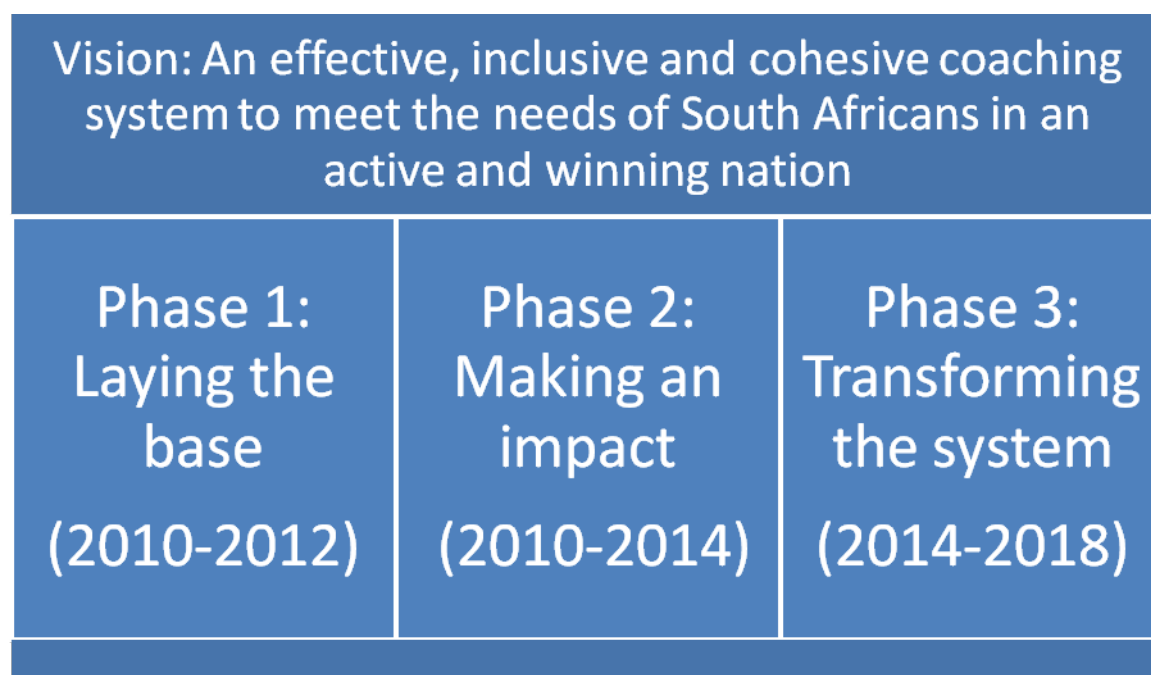 Vision: An effective, inclusive and cohesive coaching
system to meet the needs of South Africans in an
active and winning nation
Phase 1:
Laying the
base
(2010-2012)
Phase 2:
Making an
impact
(2010-2014)
Phase 3:
Transforming
the system
(2014-2018)